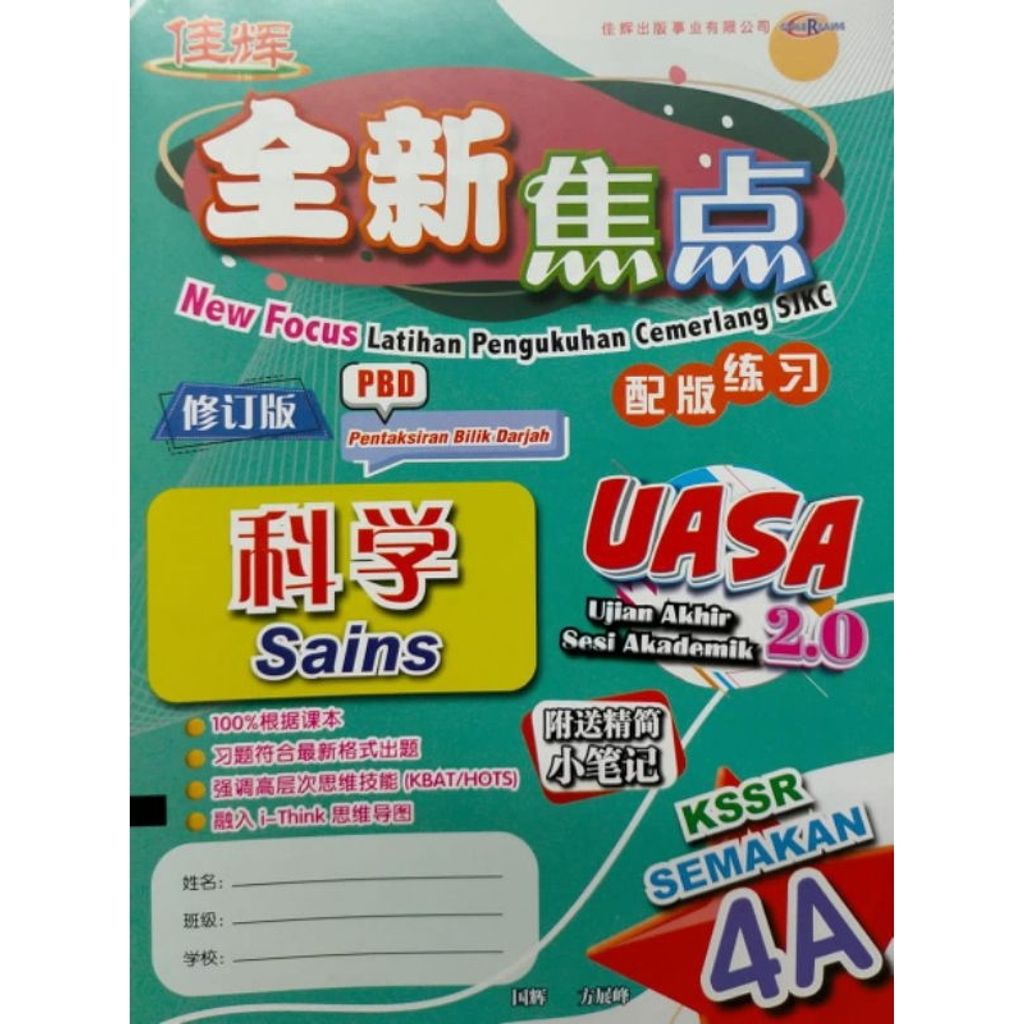 佳辉
佳辉出版事业有限公司 CEMERLANG
全新焦点
New Focus Latihan Pengukuhan Cemerlang SJKC
配版练习
修订版
PBD
Pentaksiran Bilik Darjah
科学
Sains
UASA
Ujian Akhir
Sesi Akademik 2.0
100%根据课本
习题符合最新格式出题
强调高层次思维技能 (KBAT/HOTS)
融入 i-Think 思维导图
附送精简
小笔记
KSSR
SEMAKAN
4A
姓名:
班级:
学校:
国辉 方展峰